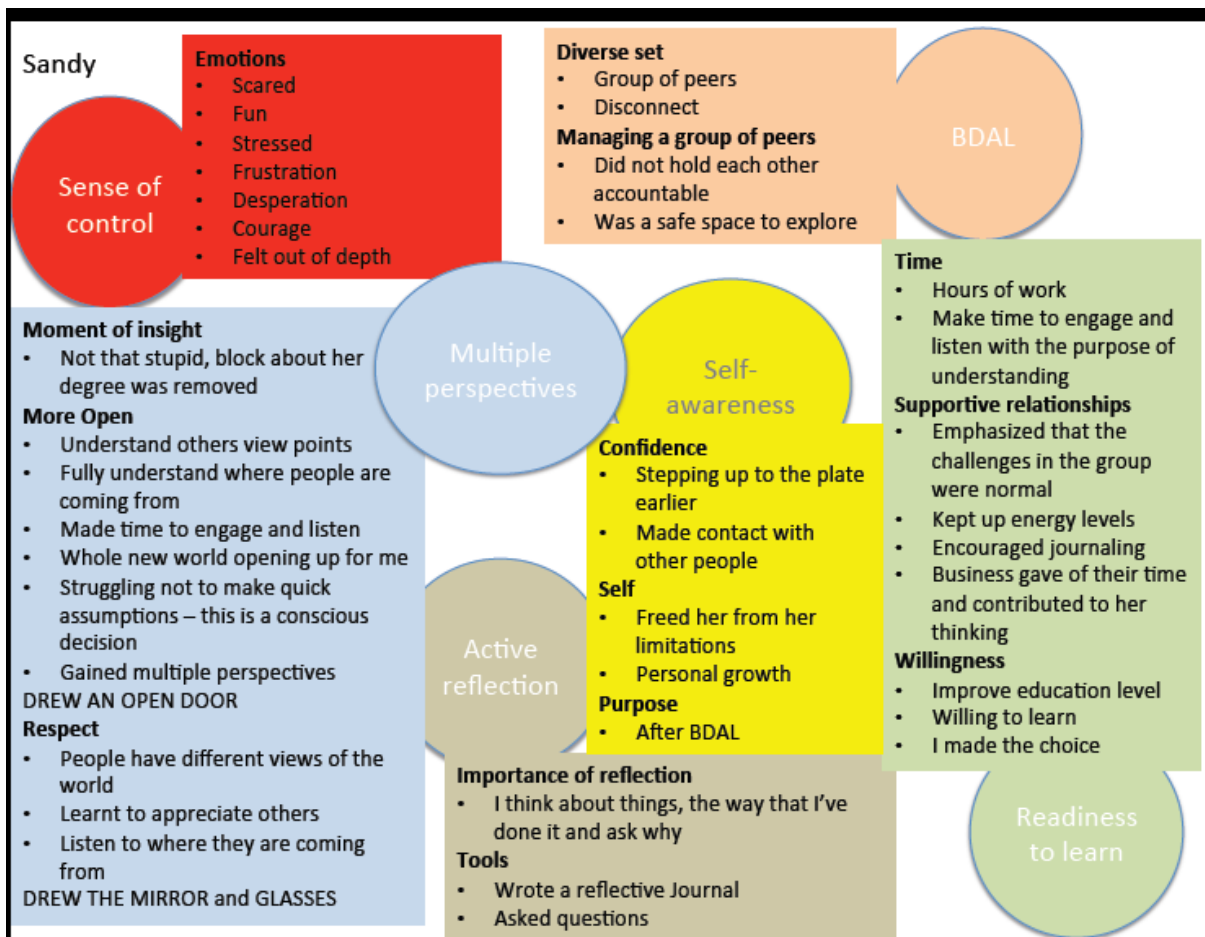 Sandy
Sense of
control
Emotions
• Scared
• Fun
• Stressed
• Frustration
• Desperation
• Courage
• Felt out of depth
Diverse set
• Group of peers
• Disconnect
Managing a group of peers
• Did not hold each other
accountable
• Was a safe space to explore
BDAL
Multiple
perspectives
Moment of insight
• Not that stupid, block about her
degree was removed
More Open
• Understand others view points
• Fully understand where people are
coming from
• Made time to engage and listen
• Whole new world opening up for me
• Struggling not to make quick
assumptions – this is a conscious
decision
• Gained multiple perspectives
DREW AN OPEN DOOR
Respect
• People have different views of the
world
• Learnt to appreciate others
• Listen to where they are coming
from
DREW THE MIRROR and GLASSES
Self-
awareness
Confidence
• Stepping up to the plate
earlier
• Made contact with
other people
Self
• Freed her from her
limitations
• Personal growth
Purpose
• After BDAL
Active
reflection
Importance of reflection
• I think about things, the way that I've
done it and ask why
Tools
• Wrote a reflective Journal
• Asked questions
Time
• Hours of work
• Make time to engage and
listen with the purpose of
understanding
Supportive relationships
• Emphasized that the
challenges in the group
were normal
• Kept up energy levels
• Encouraged journaling
• Business gave of their time
and contributed to her
thinking
Willingness
• Improve education level
• Willing to learn
• I made the choice
Readiness
to learn